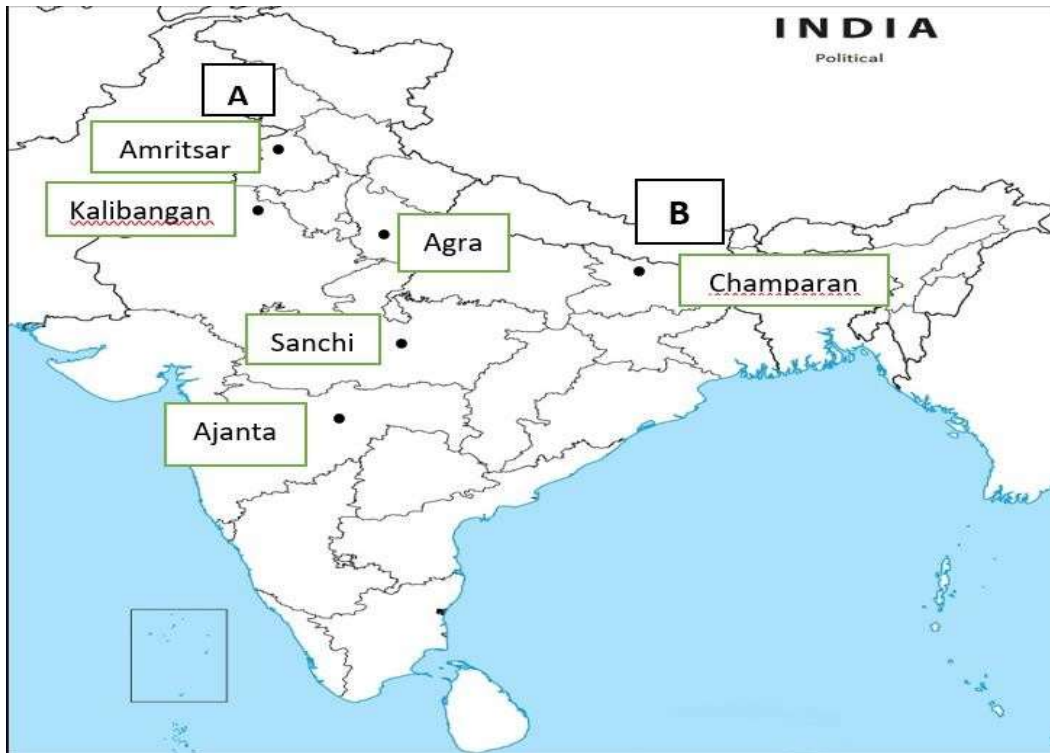 INDIA
Political
A
Amritsar
Kalibangan
B
Agra
Champaran
Sanchi
Ajanta